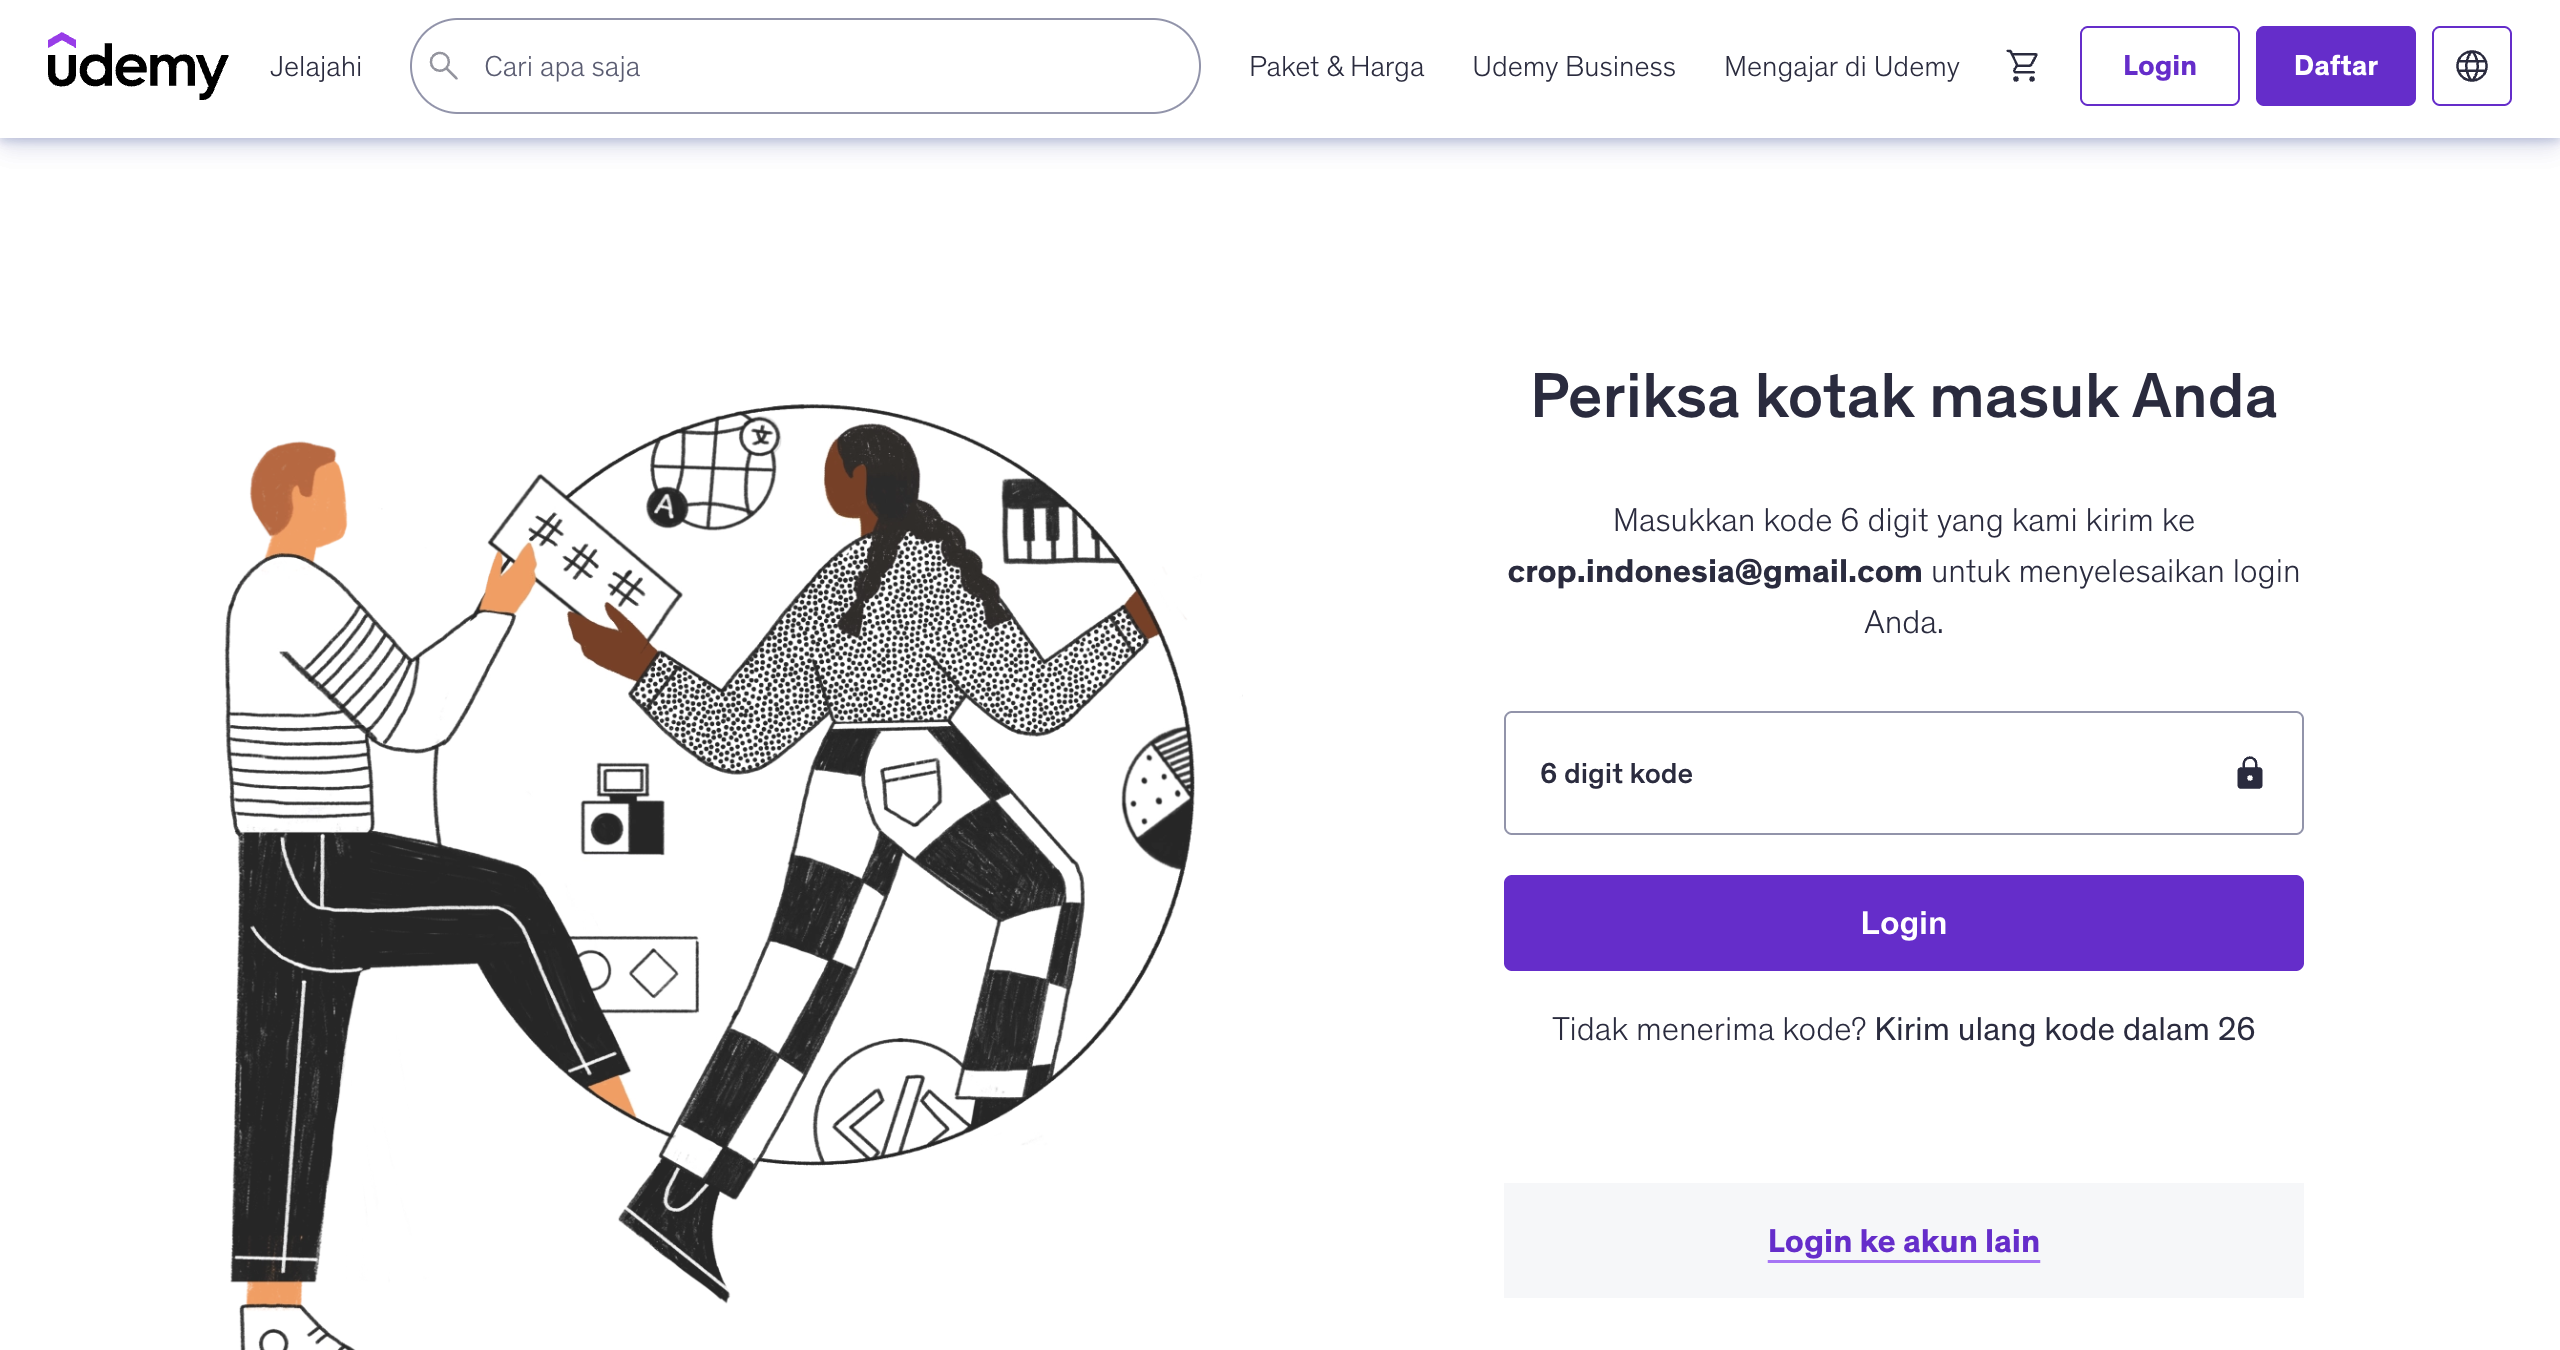 udemy
Jelajahi
Cari apa saja
Paket & Harga
Udemy Business
Mengajar di Udemy
Login
Daftar
文
A
# # #
</>
Periksa kotak masuk Anda
Masukkan kode 6 digit yang kami kirim ke
crop.indonesia@gmail.com untuk menyelesaikan login
Anda.
6 digit kode
Login
Tidak menerima kode? Kirim ulang kode dalam 26
Login ke akun lain